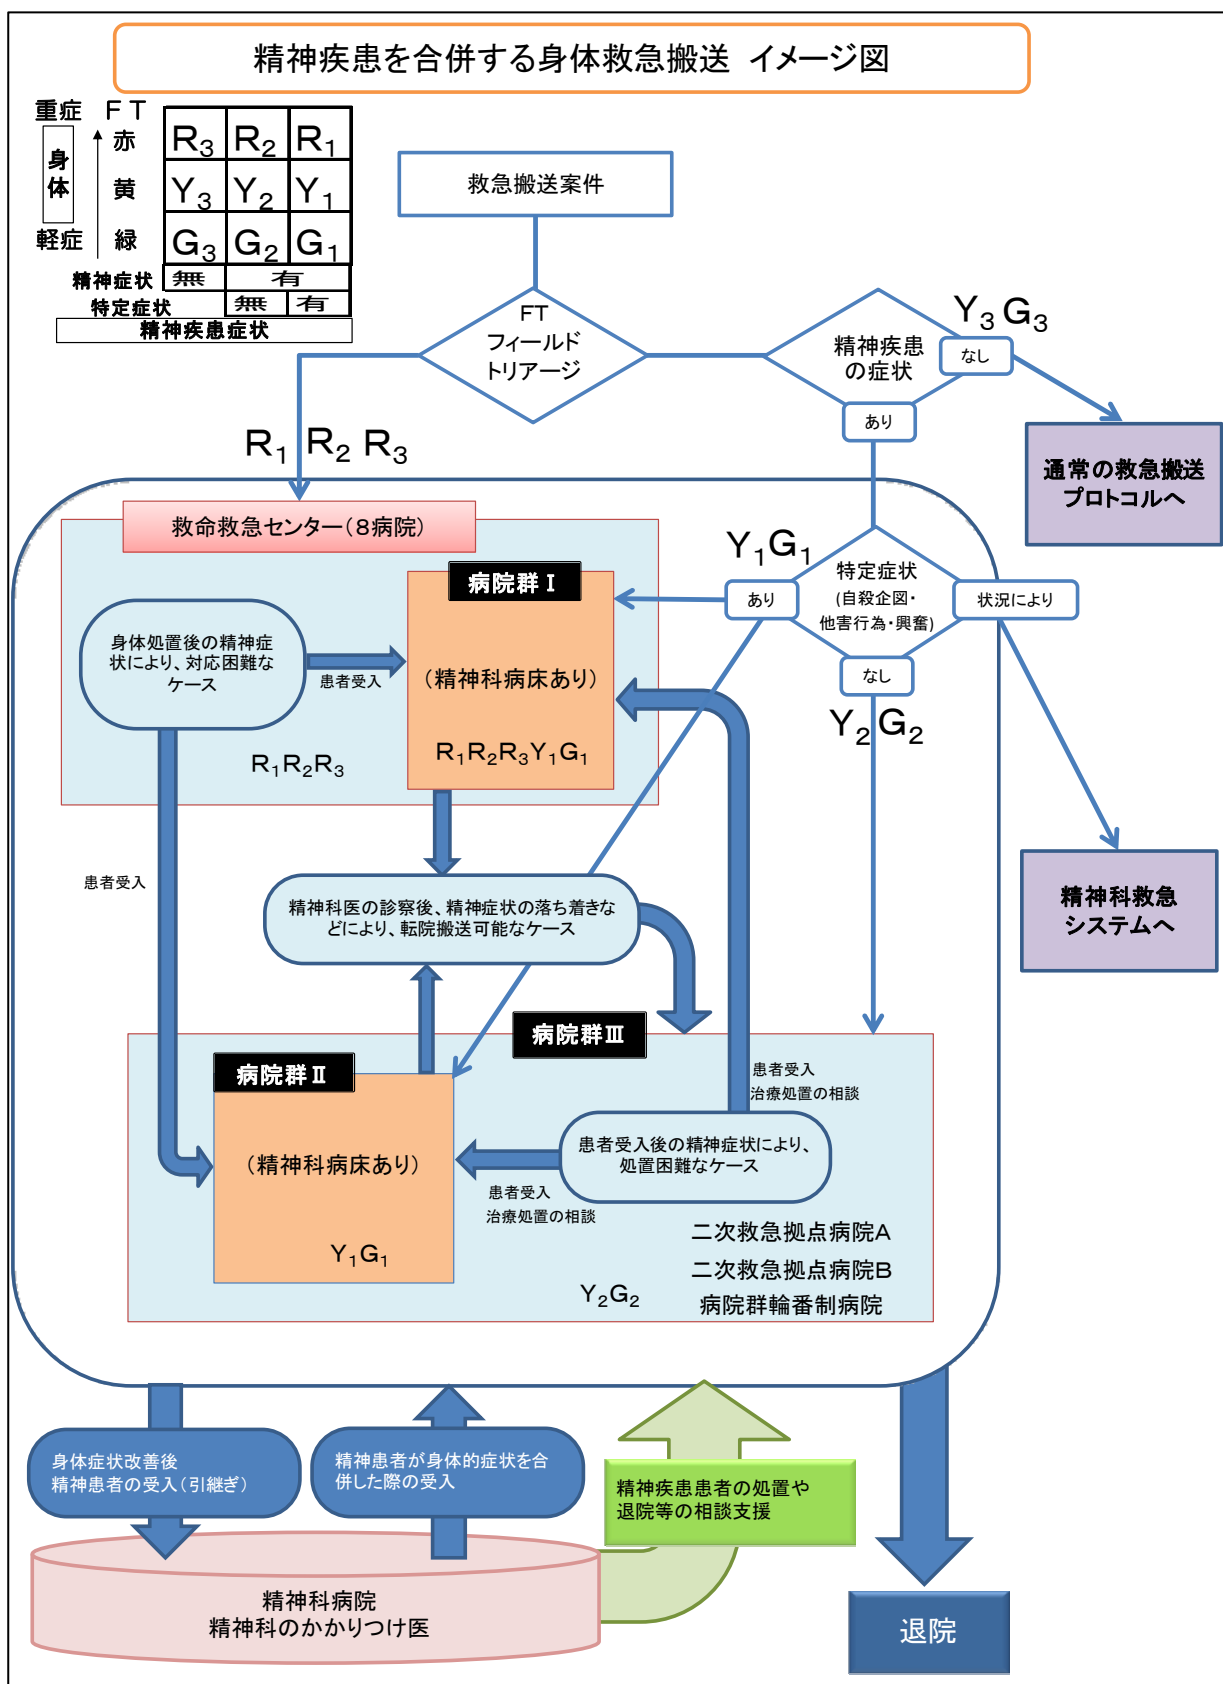 精神疾患を合併する身体救急搬送 イメージ図
重症 FT
身体
赤 R₃ R₂ R₁
黄 Y₃ Y₂ Y₁
軽症 緑 G₃ G₂ G₁
精神症状 無 有
特定症状 無 有
精神疾患症状
救急搬送案件
FT
フィールド
トリアージ
精神疾患
の症状
Y₃ G₃
なし
あり
通常の救急搬送
プロトコルへ
R₁ R₂ R₃
救命救急センター(8病院)
Y₁G₁
特定症状
(自殺企図・
他害行為・興奮)
あり
状況により
なし
Y₂G₂
精神科救急
システムへ
病院群Ⅰ
身体処置後の精神症
状により、対応困難な
ケース
患者受入
(精神科病床あり)
R₁R₂R₃
R₁R₂R₃Y₁G₁
患者受入
精神科医の診察後、精神症状の落ち着きな
どにより、転院搬送可能なケース
病院群Ⅲ
病院群Ⅱ
患者受入
治療処置の相談
(精神科病床あり)
患者受入後の精神症状により、
処置困難なケース
患者受入
治療処置の相談
Y₁G₁
二次救急拠点病院A
二次救急拠点病院B
病院群輪番制病院
Y₂G₂
身体症状改善後
精神患者の受入(引継ぎ)
精神患者が身体的症状を合
併した際の受入
精神疾患患者の処置や
退院等の相談支援
精神科病院
精神科のかかりつけ医
退院